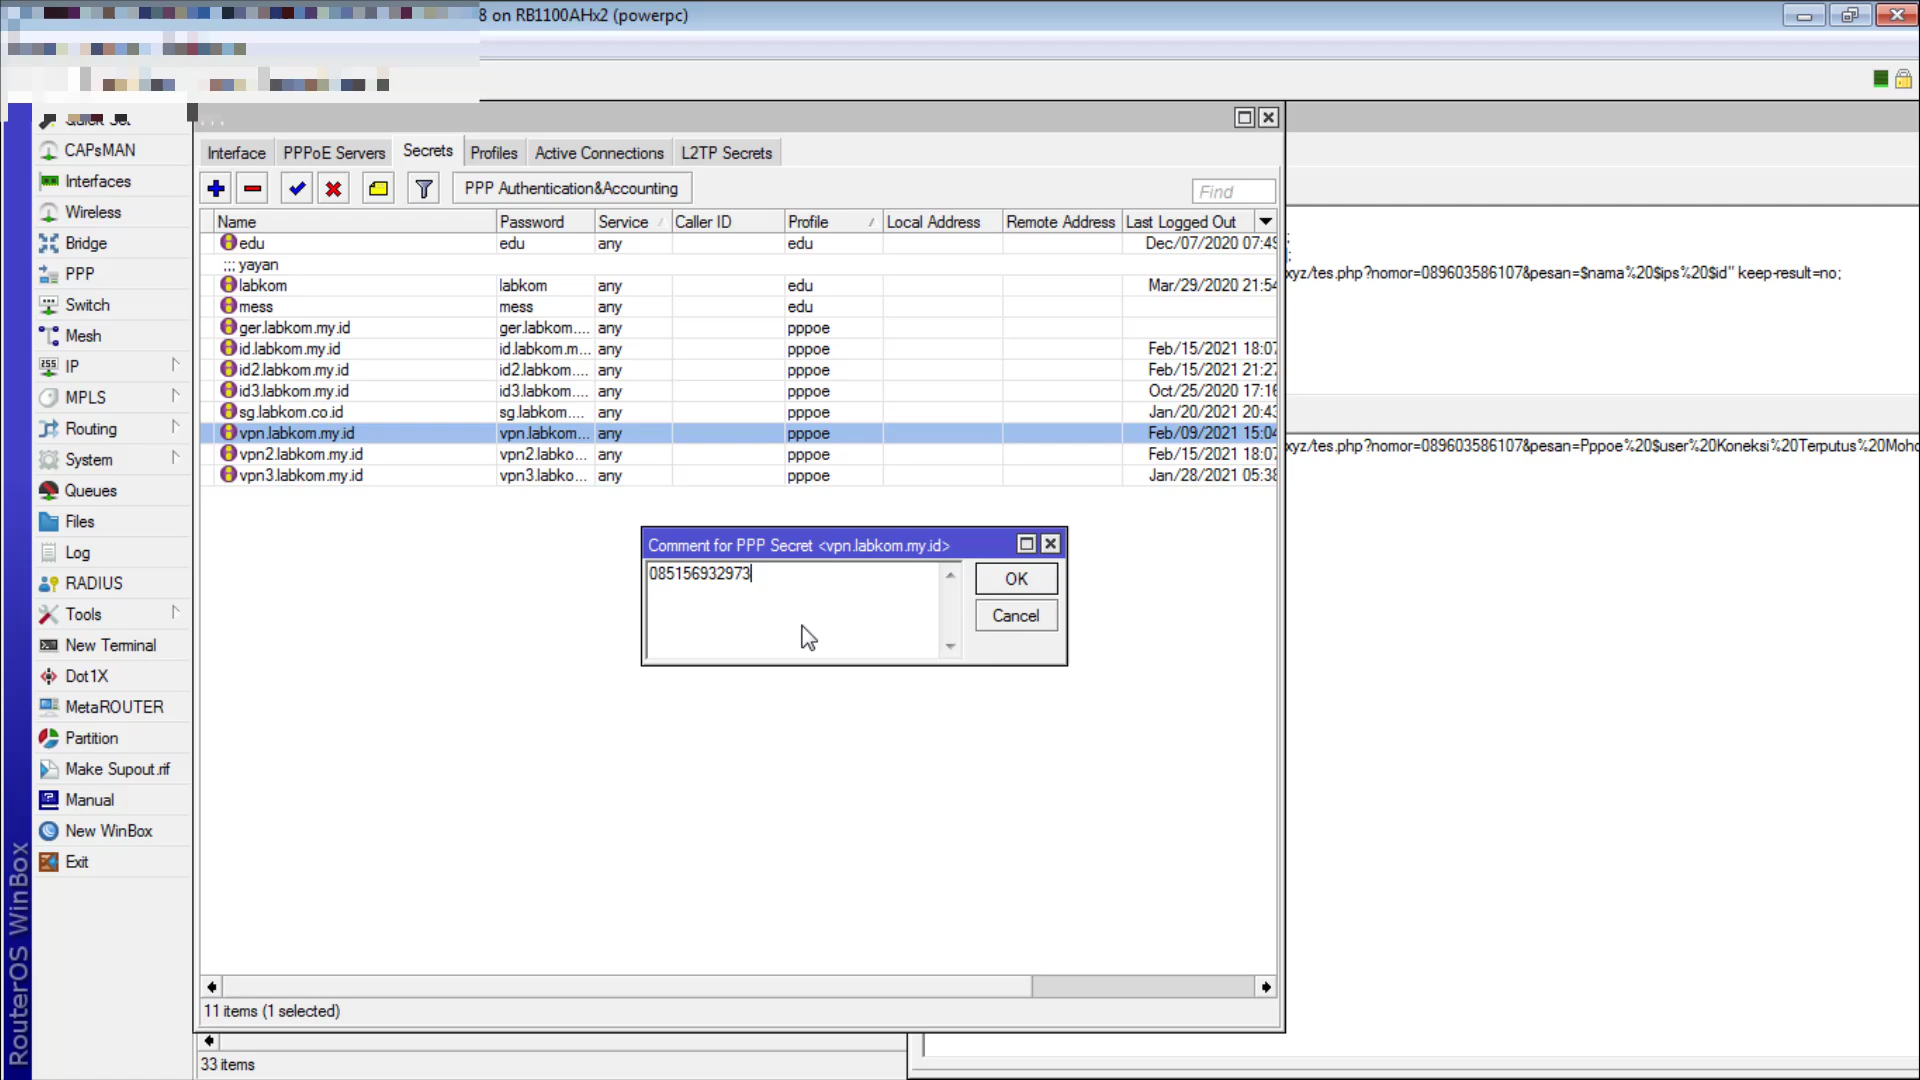 8 on RB1100AHx2 (powerpc)
Quick Set
CAPsMAN
Interfaces
Wireless
Bridge
PPP
Switch
Mesh
IP
MPLS
Routing
System
Queues
Files
Log
RADIUS
Tools
New Terminal
Dot1X
MetaROUTER
Partition
Make Supout.rif
Manual
New WinBox
Exit
RouterOS WinBox
Interface PPPoE Servers Secrets Profiles Active Connections L2TP Secrets
PPP Authentication&Accounting Find
Name Password Service Caller ID Profile Local Address Remote Address Last Logged Out
edu edu any edu Dec/07/2020 07:49
;;; yayan
labkom labkom any edu Mar/29/2020 21:54
mess mess any edu
ger.labkom.my.id ger.labkom.... any pppoe
id.labkom.my.id id.labkom.m... any pppoe Feb/15/2021 18:07
id2.labkom.my.id id2.labkom.... any pppoe Feb/15/2021 21:27
id3.labkom.my.id id3.labkom.... any pppoe Oct/25/2020 17:16
sg.labkom.co.id sg.labkom.... any pppoe Jan/20/2021 20:43
vpn.labkom.my.id vpn.labkom... any pppoe Feb/09/2021 15:04
vpn2.labkom.my.id vpn2.labko... any pppoe Feb/15/2021 18:07
vpn3.labkom.my.id vpn3.labko... any pppoe Jan/28/2021 05:38
Comment for PPP Secret <vpn.labkom.my.id>
085156932973
OK
Cancel
11 items (1 selected)
33 items
;
;
xyz/tes.php?nomor=089603586107&pesan=$nama%20$ips%20$id" keep-result=no;
xyz/tes.php?nomor=089603586107&pesan=Pppoe%20$user%20Koneksi%20Terputus%20Moho